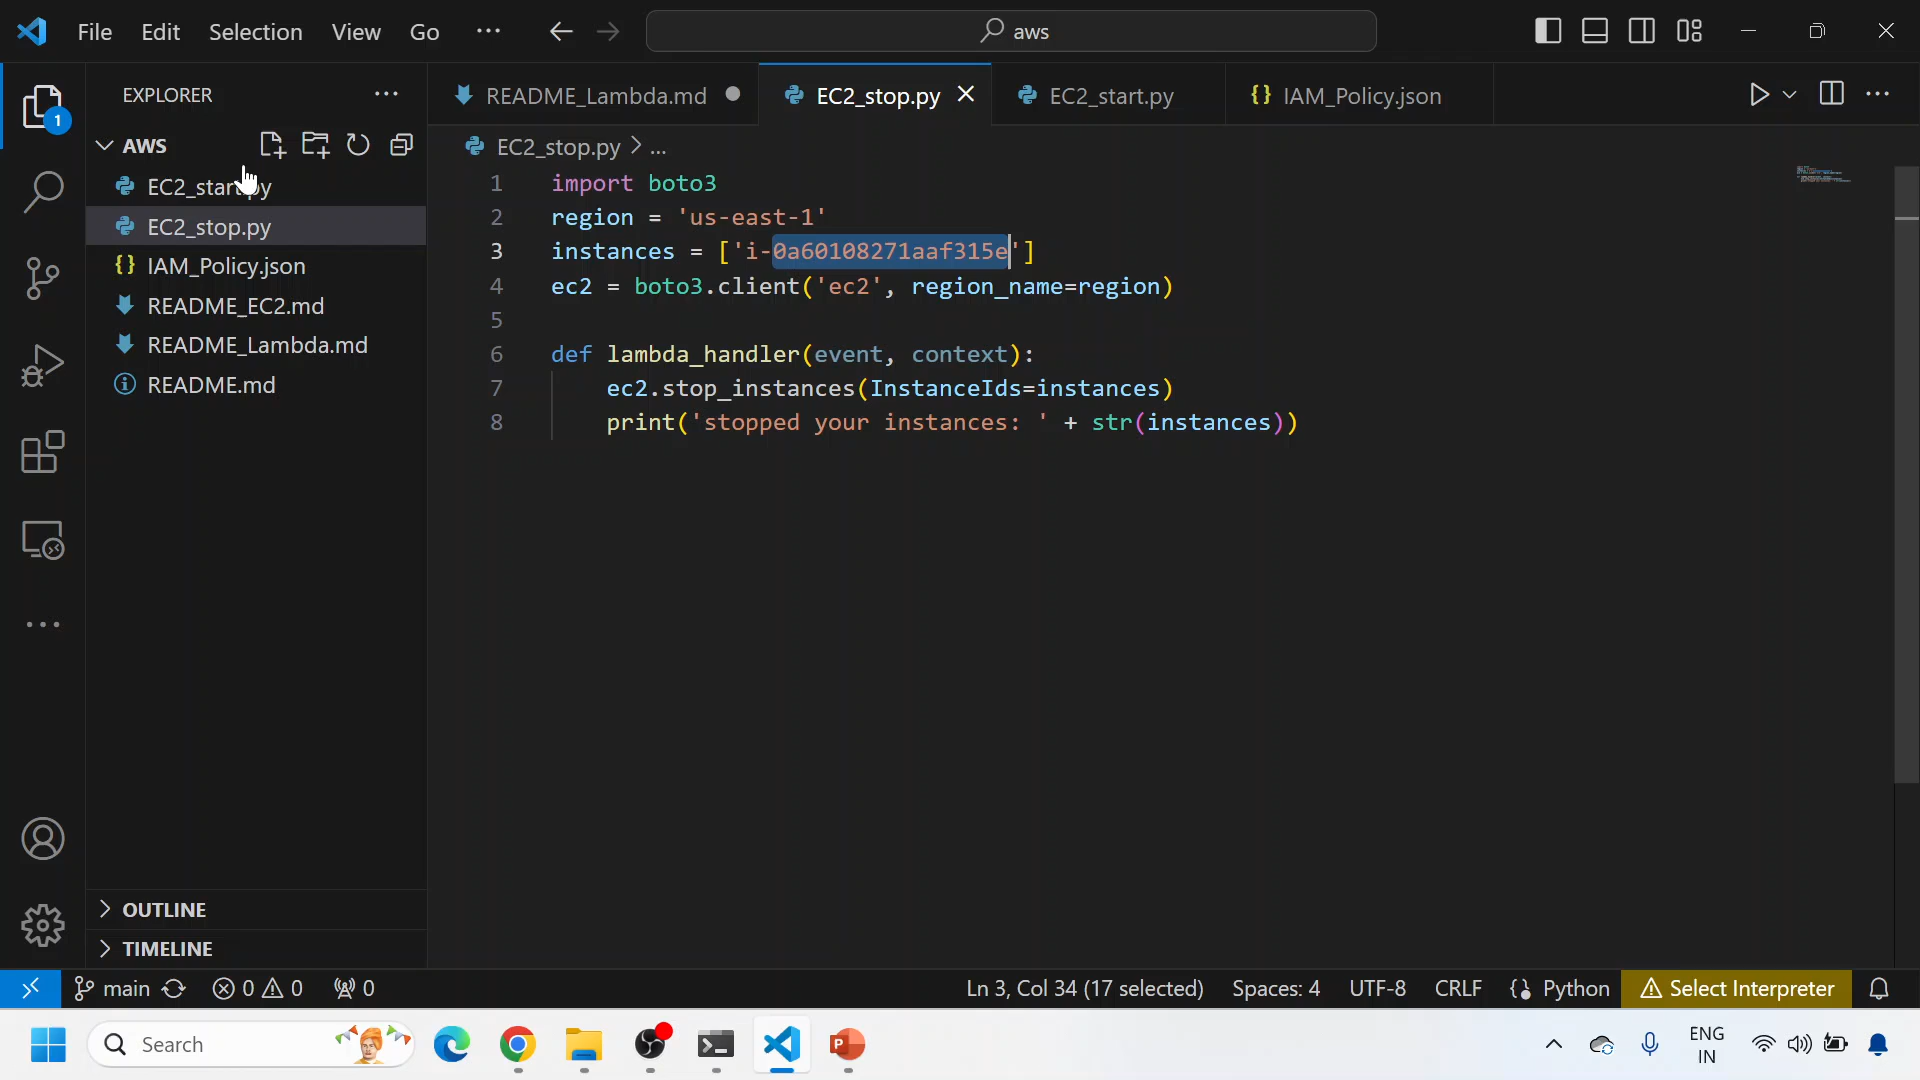 File Edit Selection View Go ...
aws
EXPLORER
1
AWS
EC2_start.py
EC2_stop.py
IAM_Policy.json
README_EC2.md
README_Lambda.md
README.md
OUTLINE
TIMELINE
README_Lambda.md EC2_stop.py EC2_start.py {} IAM_Policy.json
EC2_stop.py > ...
1 import boto3
2 region = 'us-east-1'
3 instances = ['i-0a60108271aaf315e']
4 ec2 = boto3.client('ec2', region_name=region)
5
6 def lambda_handler(event, context):
7 ec2.stop_instances(InstanceIds=instances)
8 print('stopped your instances: ' + str(instances))
main 0 0 0 Ln 3, Col 34 (17 selected) Spaces: 4 UTF-8 CRLF {} Python Select Interpreter
Search
ENG
IN